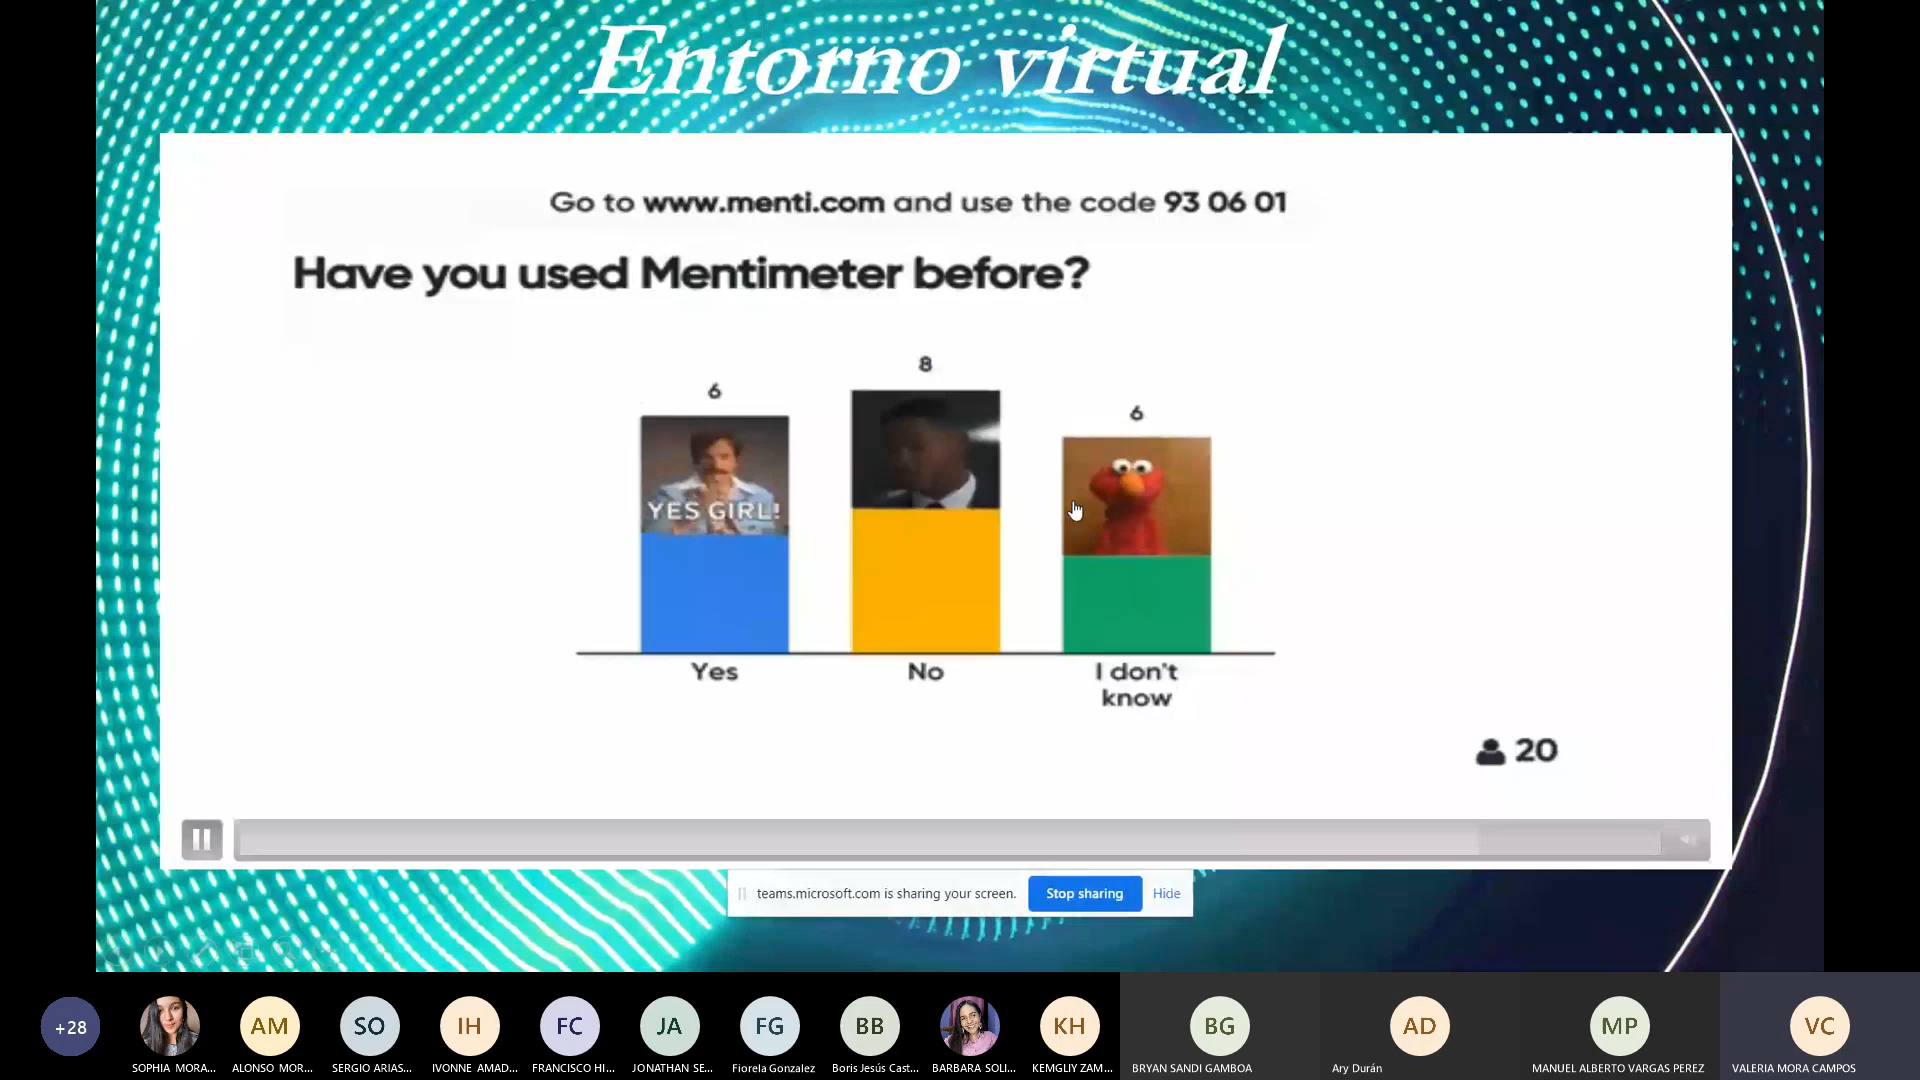 Entorno virtual
Go to www.menti.com and use the code 93 06 01
Have you used Mentimeter before?
6
8
6
YES GIRL!
Yes
No
I don't
know
20
teams.microsoft.com is sharing your screen.
Stop sharing
Hide
+28
AM
SO
IH
FC
JA
FG
BB
KH
BG
AD
MP
VC
SOPHIA MORA...
ALONSO MOR...
SERGIO ARIAS...
IVONNE AMAD...
FRANCISCO HI...
JONATHAN SE...
Fiorela Gonzalez
Boris Jesús Cast...
BARBARA SOLI...
KEMGLIY ZAM...
BRYAN SANDI GAMBOA
Ary Durán
MANUEL ALBERTO VARGAS PEREZ
VALERIA MORA CAMPOS